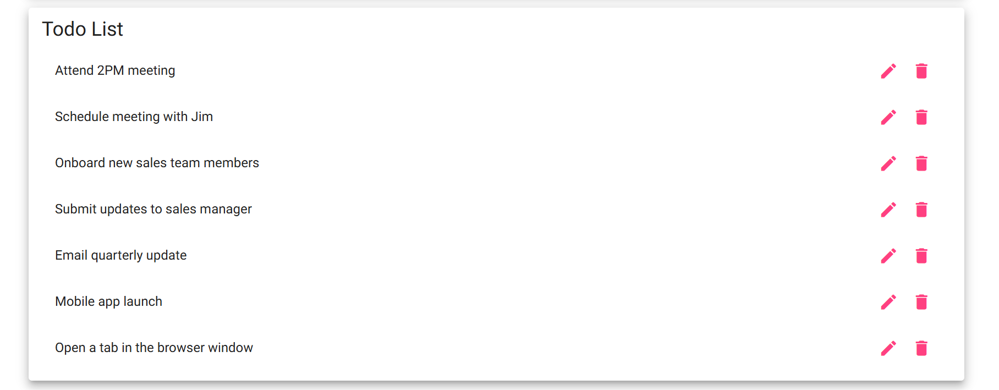 Todo List
Attend 2PM meeting
Schedule meeting with Jim
Onboard new sales team members
Submit updates to sales manager
Email quarterly update
Mobile app launch
Open a tab in the browser window